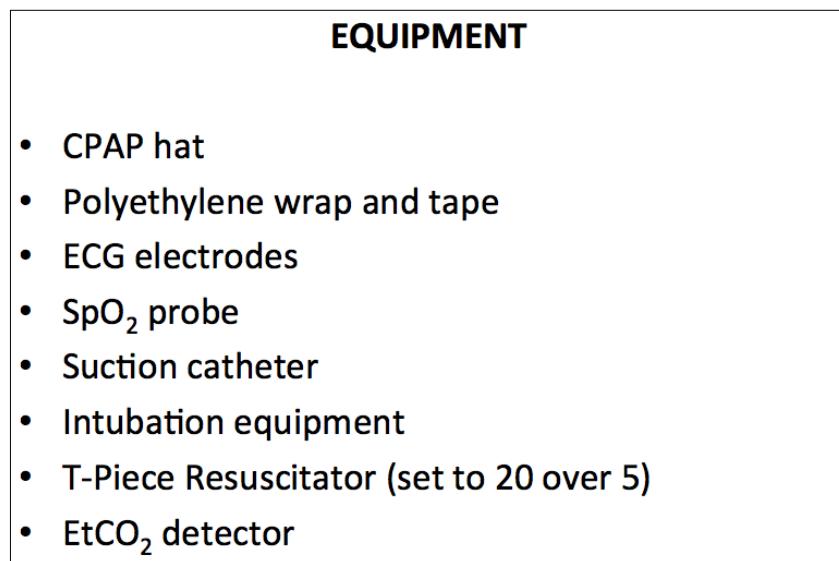 EQUIPMENT
• CPAP hat
• Polyethylene wrap and tape
• ECG electrodes
• SpO₂ probe
• Suction catheter
• Intubation equipment
• T-Piece Resuscitator (set to 20 over 5)
• EtCO₂ detector